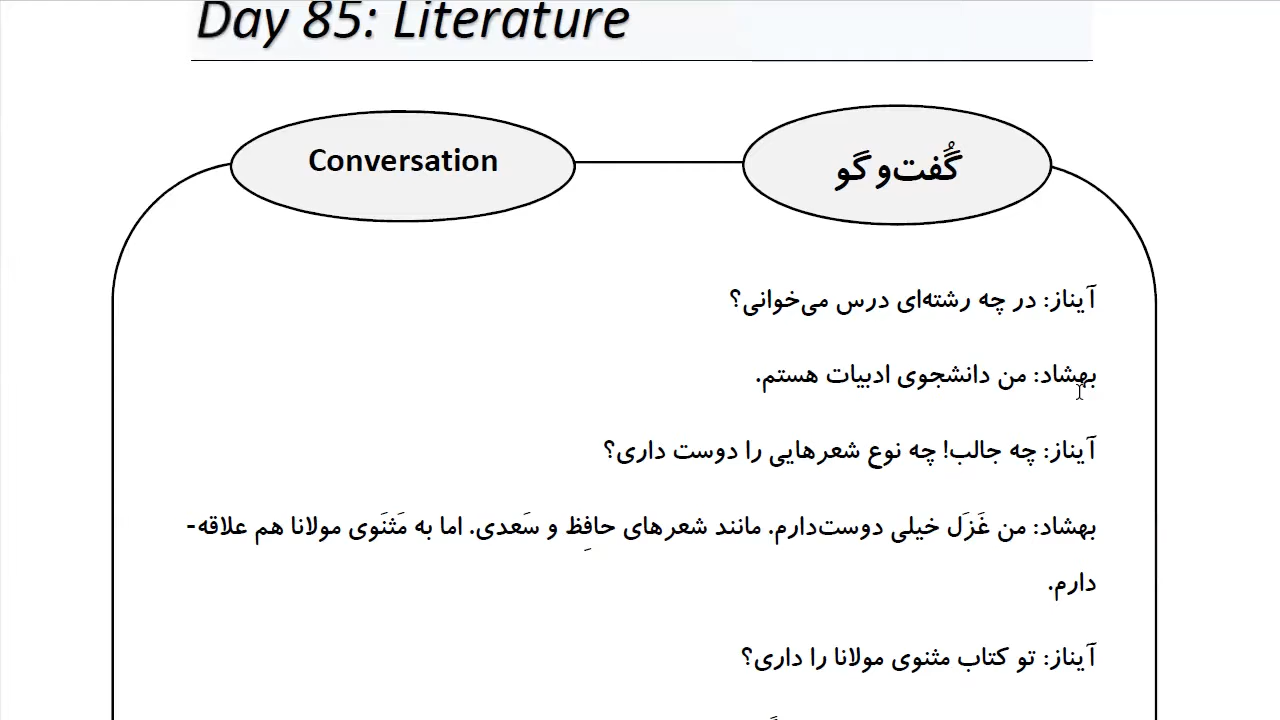 Day 85: Literature
Conversation
گُفت‌و گو
آیناز: در چه رشته‌ای درس می‌خوانی؟
بهشاد: من دانشجوی ادبیات هستم.
آیناز: چه جالب! چه نوع شعرهایی را دوست داری؟
بهشاد: من غَزَل خیلی دوست‌دارم. مانند شعرهای حافِظ و سَعدی. اما به مَثنَوی مولانا هم علاقه-
دارم.
آیناز: تو کتاب مثنوی مولانا را داری؟